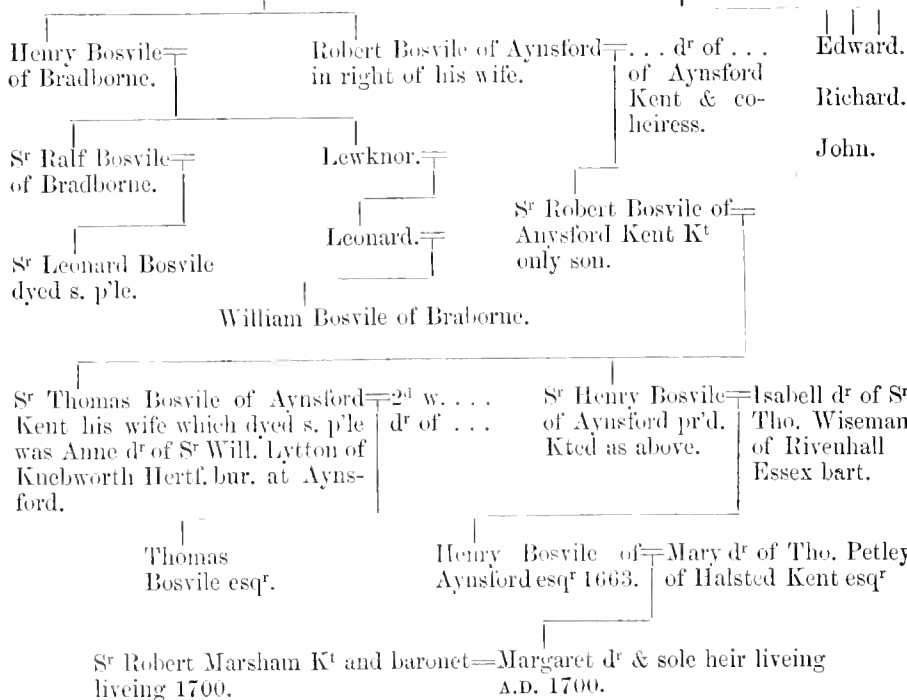 Henry Bosvile
of Bradborne.
Robert Bosvile of Aynsford
in right of his wife.
. . . dʳ of . . .
of Aynsford
Kent & co-
heiress.
Edward.
Richard.
John.
Sʳ Ralf Bosvile
of Bradborne.
Lewknor.
Sʳ Robert Bosvile of
Anysford Kent Kᵗ
only son.
Leonard.
Sʳ Leonard Bosvile
dyed s. p'le.
William Bosvile of Braborne.
Sʳ Thomas Bosvile of Aynsford
Kent his wife which dyed s. p'le
was Anne dʳ of Sʳ Will. Lytton of
Knebworth Hertf. bur. at Ayns-
ford.
2ᵈ w. . . .
dʳ of . . .
Sʳ Henry Bosvile
of Aynsford pr'd.
Kted as above.
Isabell dʳ of Sʳ
Tho. Wiseman
of Rivenhall
Essex bart.
Thomas
Bosvile esqʳ.
Henry Bosvile of
Aynsford esqʳ 1663.
Mary dʳ of Tho. Petley
of Halsted Kent esqʳ
Sʳ Robert Marsham Kᵗ and baronet=Margaret dʳ & sole heir liveing
liveing 1700.
A.D. 1700.